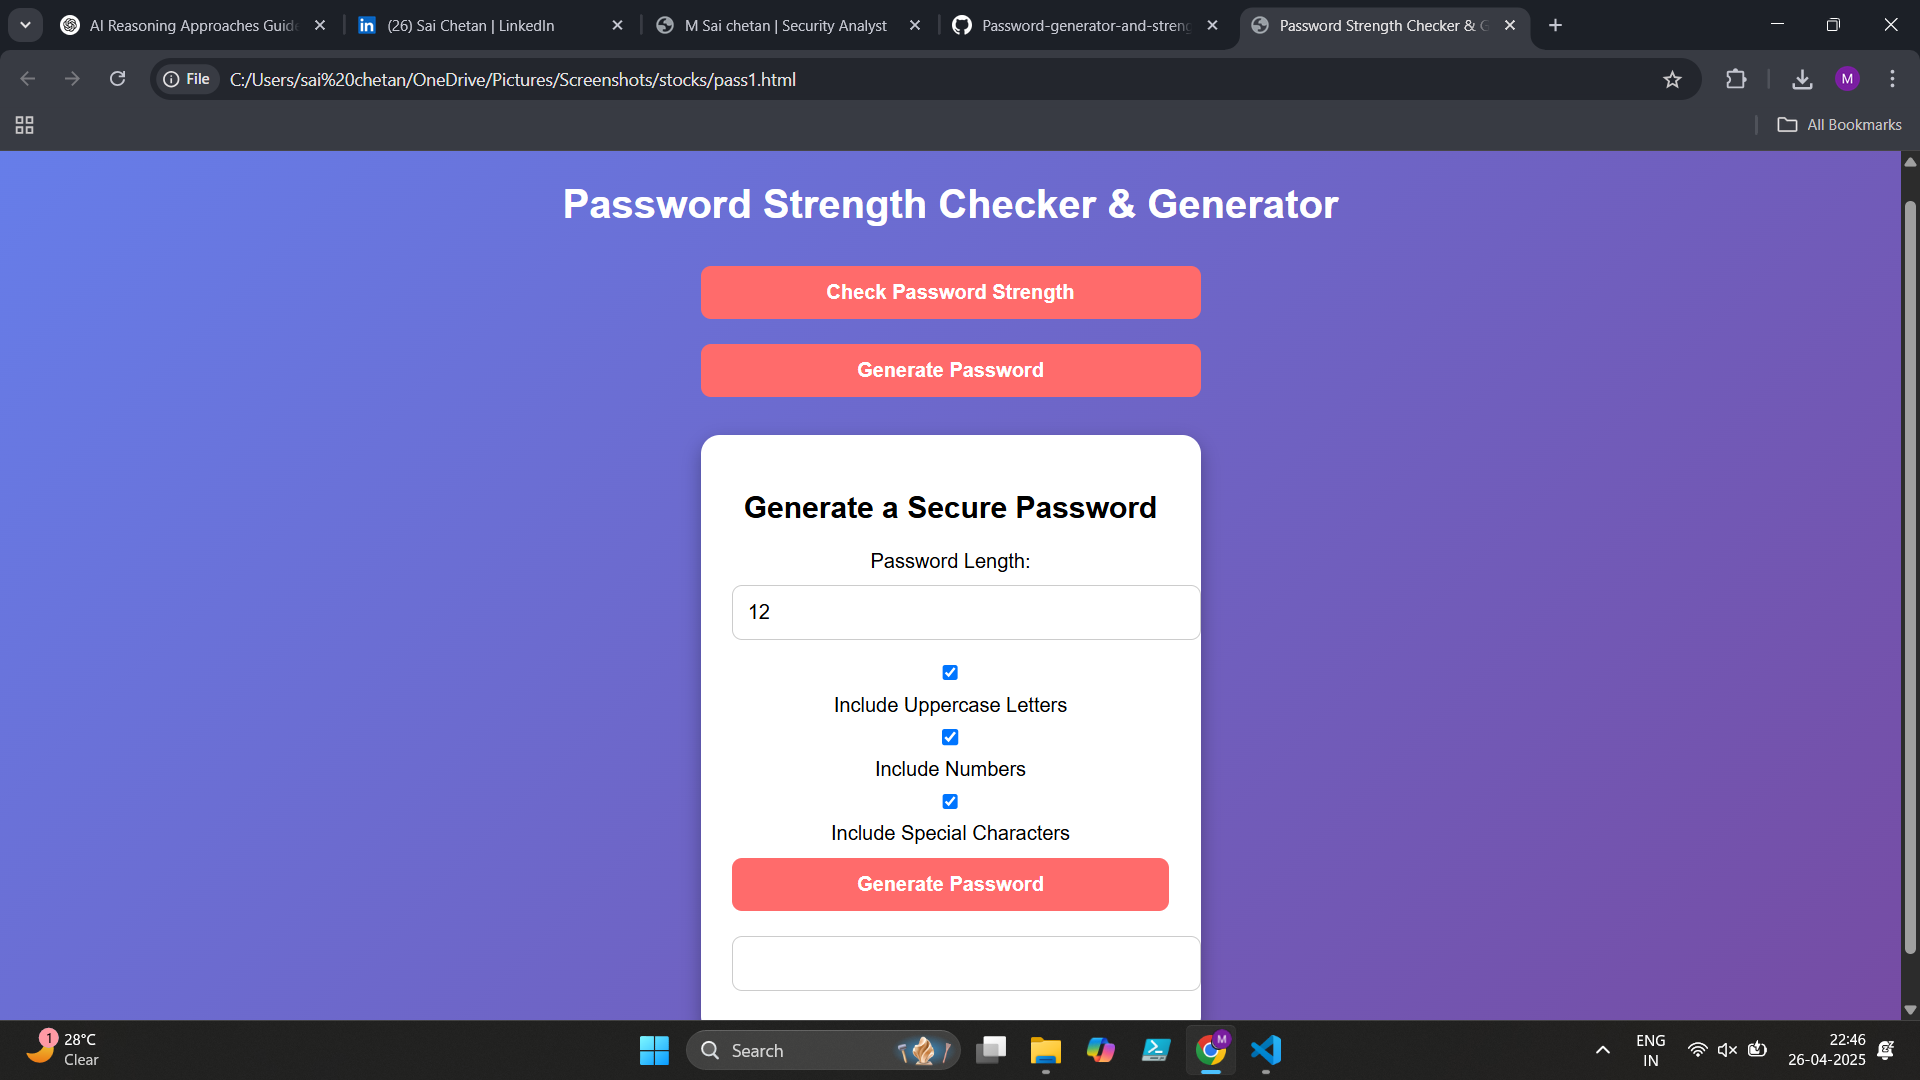 AI Reasoning Approaches Guide
(26) Sai Chetan | LinkedIn
M Sai chetan | Security Analyst
Password-generator-and-streng
Password Strength Checker & G
File
C:/Users/sai%20chetan/OneDrive/Pictures/Screenshots/stocks/pass1.html
M
All Bookmarks
Password Strength Checker & Generator
Check Password Strength
Generate Password
Generate a Secure Password
Password Length:
12
Include Uppercase Letters
Include Numbers
Include Special Characters
Generate Password
1
28°C
Clear
Search
M
ENG
IN
22:46
26-04-2025